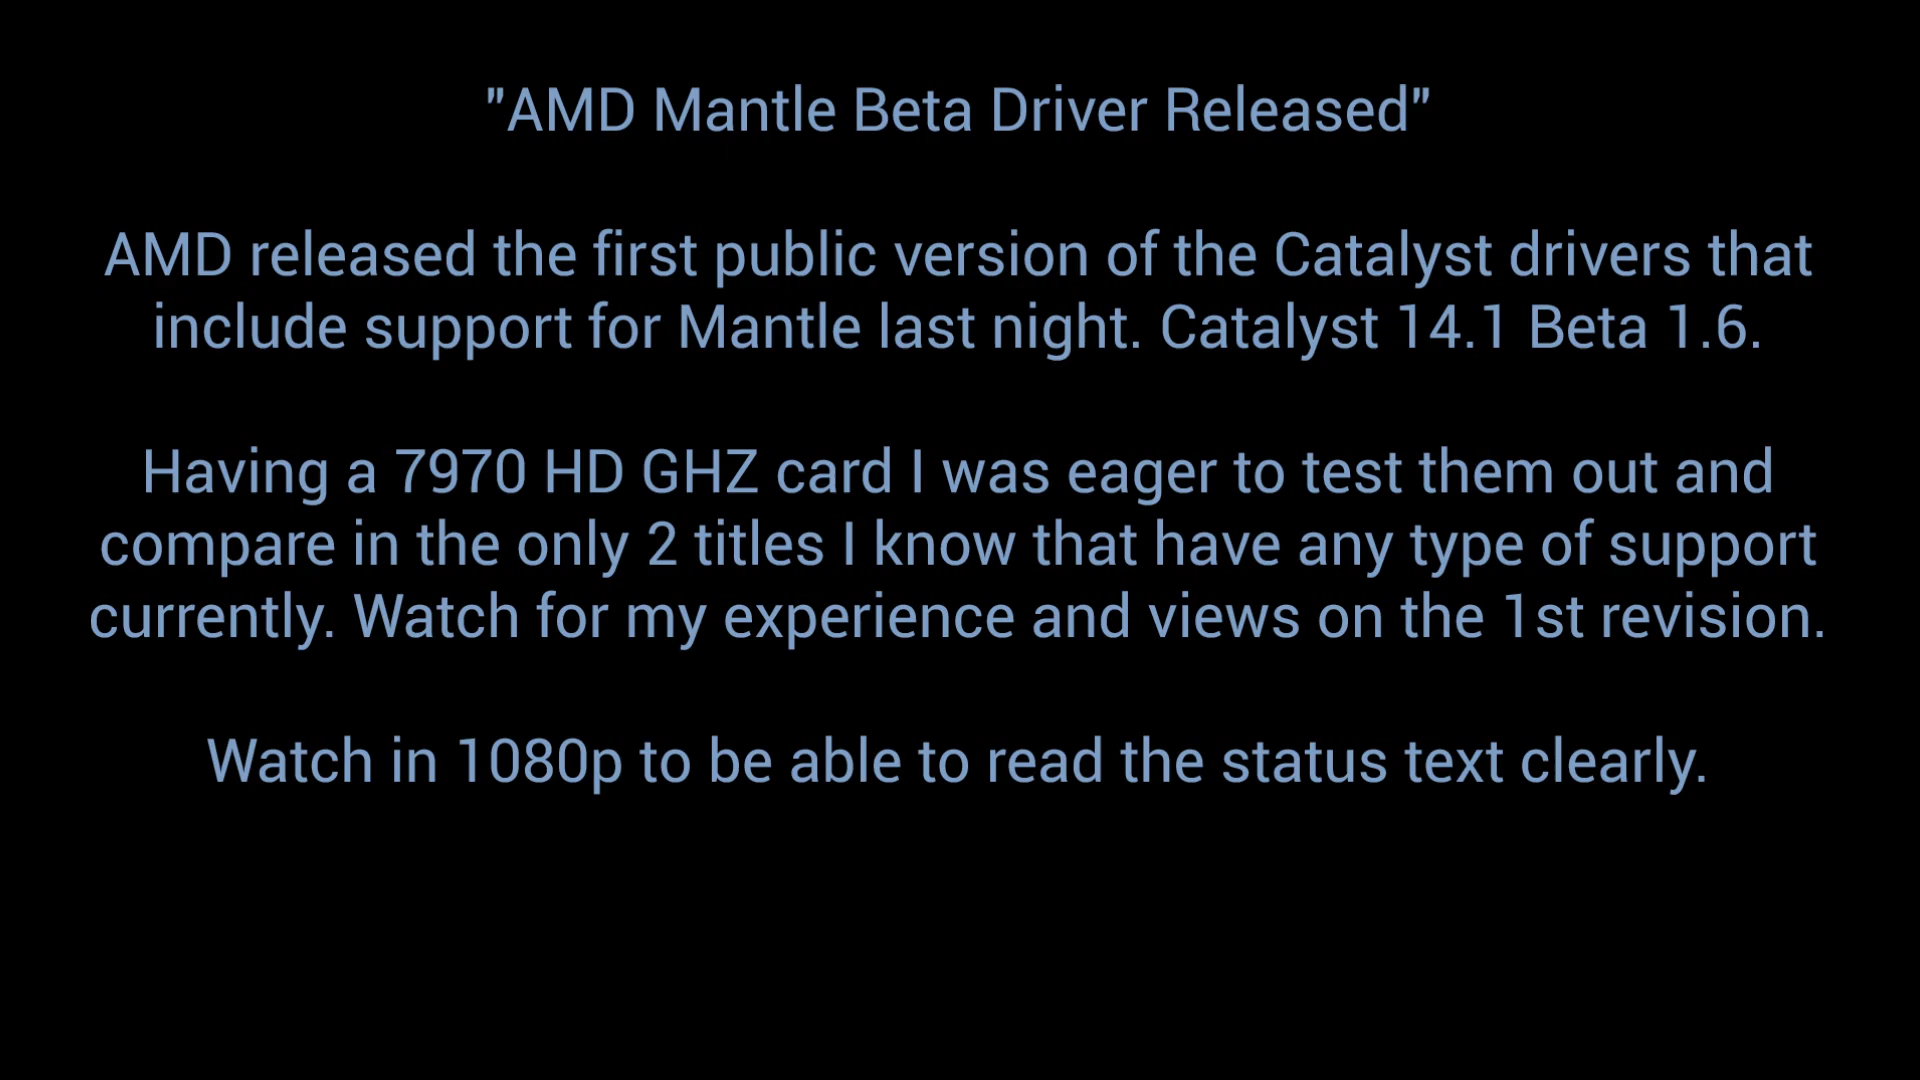 "AMD Mantle Beta Driver Released"
AMD released the first public version of the Catalyst drivers that
include support for Mantle last night. Catalyst 14.1 Beta 1.6.
Having a 7970 HD GHZ card I was eager to test them out and
compare in the only 2 titles I know that have any type of support
currently. Watch for my experience and views on the 1st revision.
Watch in 1080p to be able to read the status text clearly.